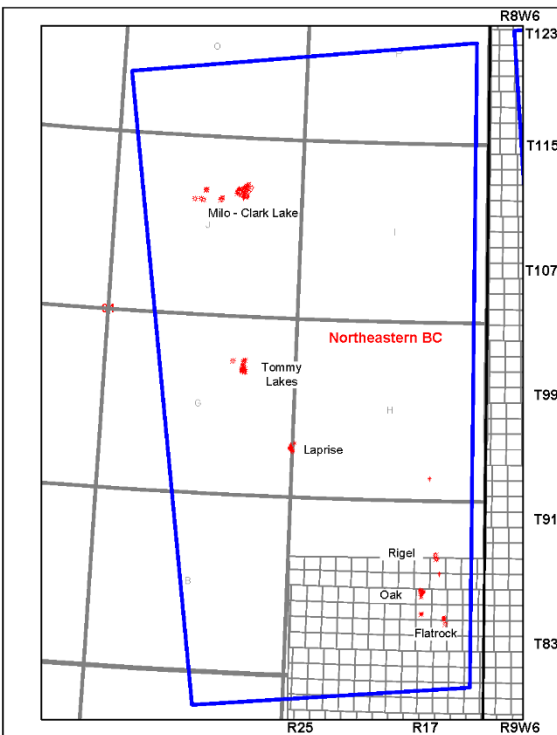 R8W6
T123
O
P
T115
Milo - Clark Lake
J
I
T107
94
Northeastern BC
Tommy
Lakes
T99
G
H
Laprise
T91
Rigel
B
Oak
Flatrock
T83
R25
R17
R9W6